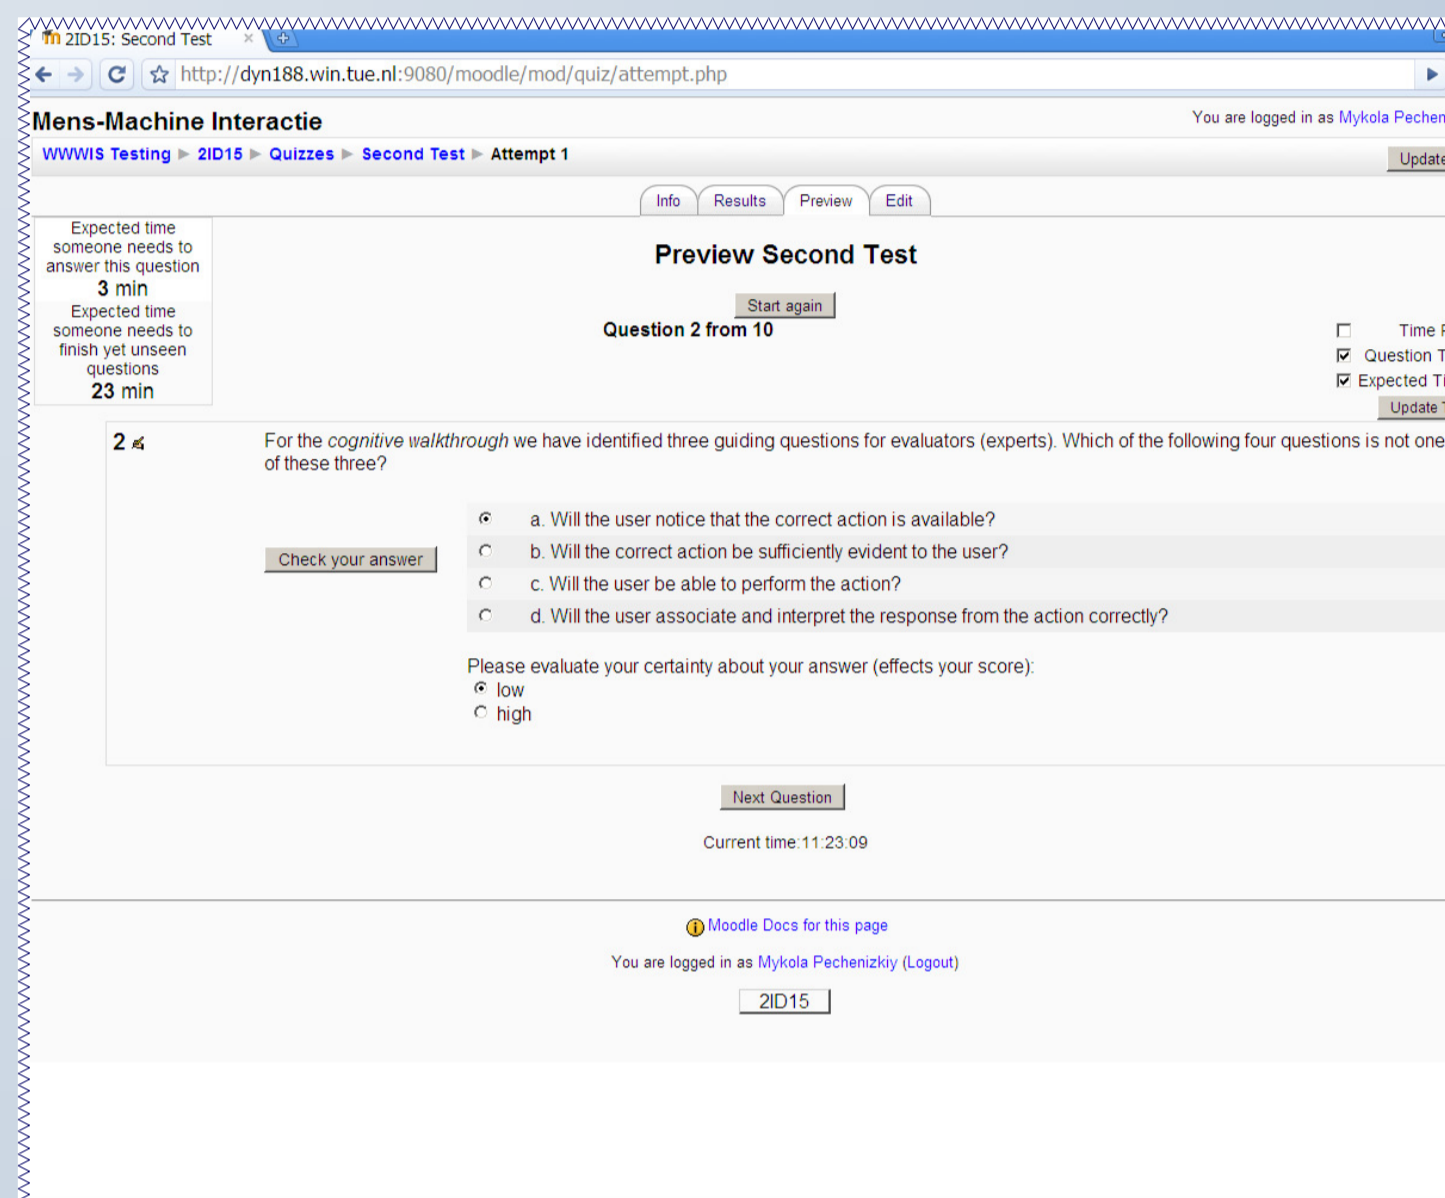 2ID15: Second Test
http://dyn188.win.tue.nl:9080/moodle/mod/quiz/attempt.php
Mens-Machine Interactie
You are logged in as Mykola
WWWIS Testing ► 2ID15 ► Quizzes ► Second Test ► Attempt 1
Update
Info Results Preview Edit
Expected time
someone needs to
answer this question
3 min
Expected time
someone needs to
finish yet unseen
questions
23 min
Preview Second Test
Start again
Question 2 from 10
Time
Question
Expected
Update
2 For the cognitive walkthrough we have identified three guiding questions for evaluators (experts). Which of the following four questions is not one
of these three?
a. Will the user notice that the correct action is available?
b. Will the correct action be sufficiently evident to the user?
Check your answer
c. Will the user be able to perform the action?
d. Will the user associate and interpret the response from the action correctly?
Please evaluate your certainty about your answer (effects your score):
low
high
Next Question
Current time:11:23:09
Moodle Docs for this page
You are logged in as Mykola Pechenizkiy (Logout)
2ID15